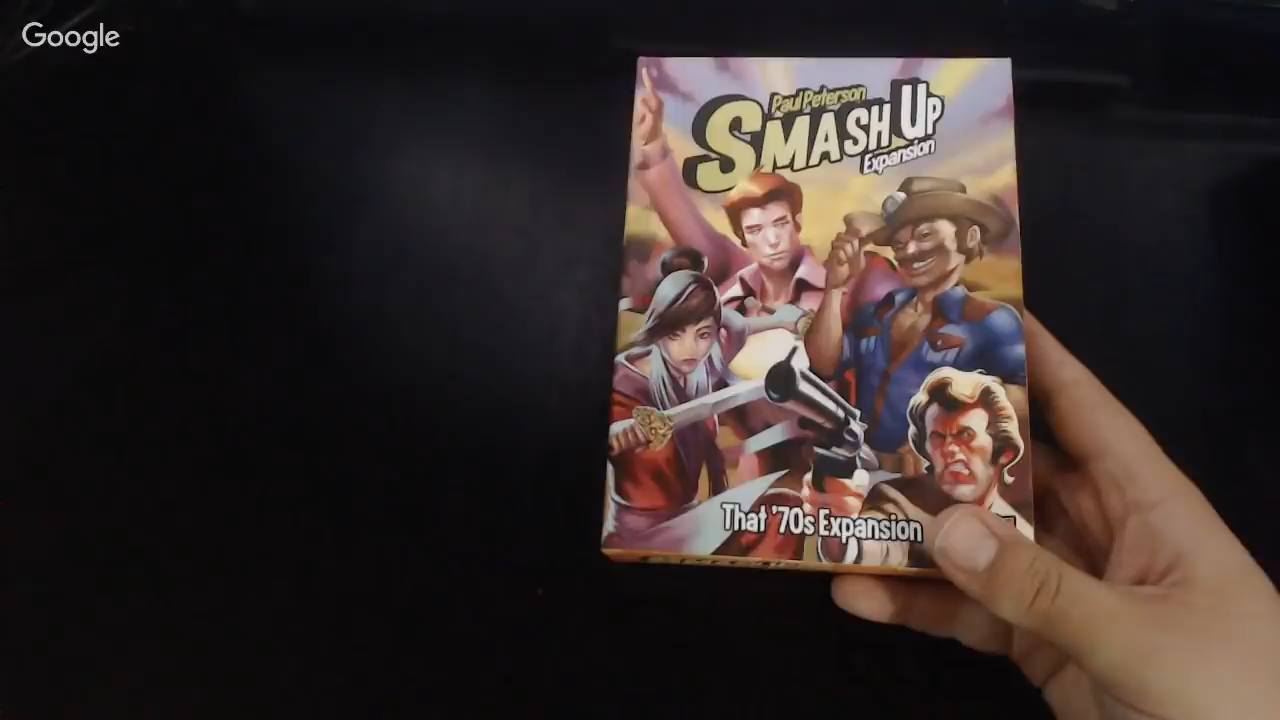 Google
Paul Peterson
SMASH UP
Expansion
That '70s Expansion